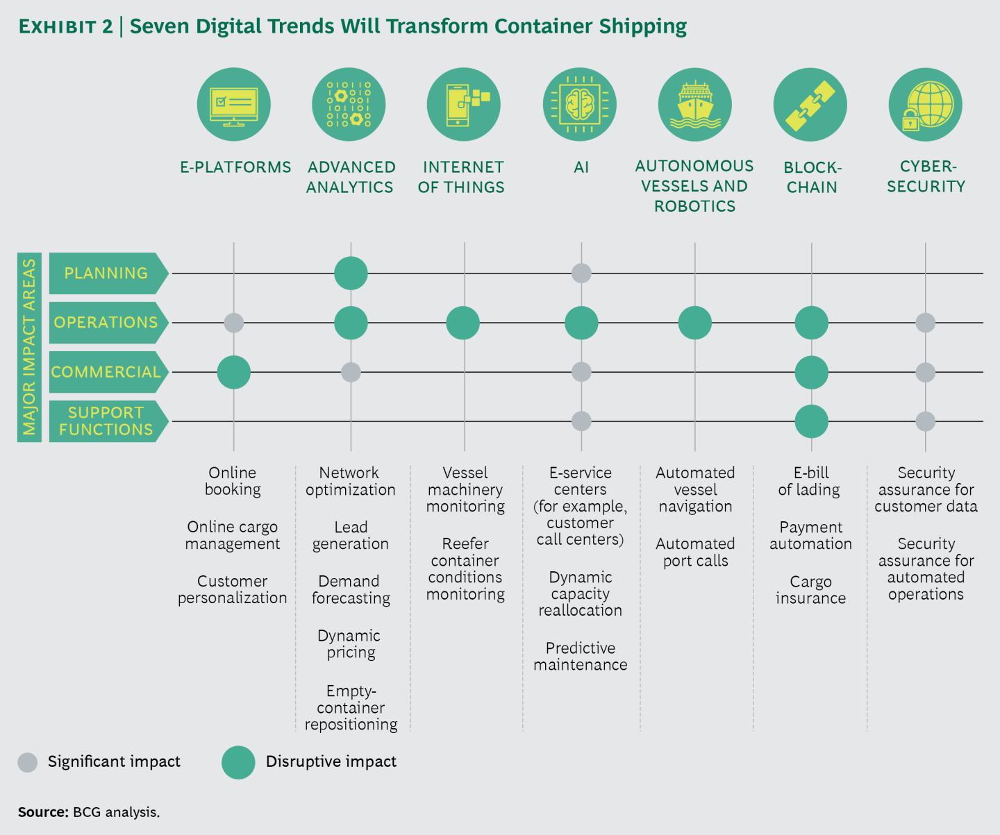 EXHIBIT 2 | Seven Digital Trends Will Transform Container Shipping
E-PLATFORMS
ADVANCED
ANALYTICS
INTERNET
OF THINGS
AI
AUTONOMOUS
VESSELS AND
ROBOTICS
BLOCK-
CHAIN
CYBER-
SECURITY
MAJOR IMPACT AREAS
PLANNING
OPERATIONS
COMMERCIAL
SUPPORT
FUNCTIONS
Online
booking
Online cargo
management
Customer
personalization
Network
optimization
Lead
generation
Demand
forecasting
Dynamic
pricing
Empty-
container
repositioning
Vessel
machinery
monitoring
Reefer
container
conditions
monitoring
E-service
centers
(for example,
customer
call centers)
Dynamic
capacity
reallocation
Predictive
maintenance
Automated
vessel
navigation
Automated
port calls
E-bill
of lading
Payment
automation
Cargo
insurance
Security
assurance for
customer data
Security
assurance for
automated
operations
Significant impact
Disruptive impact
Source: BCG analysis.